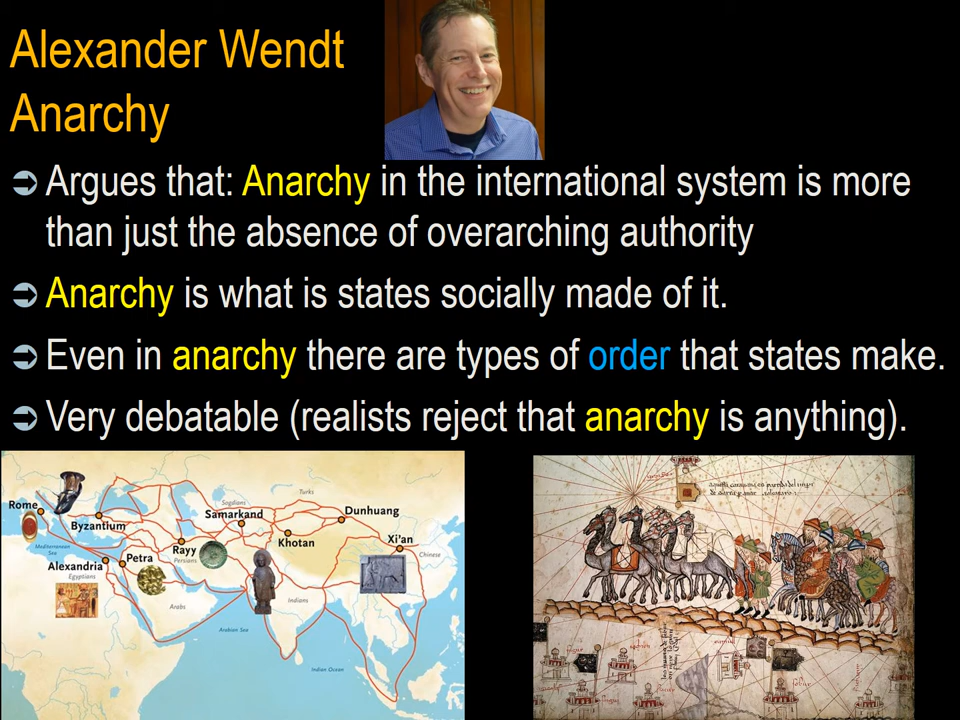 Alexander Wendt
Anarchy
Argues that: Anarchy in the international system is more
than just the absence of overarching authority
Anarchy is what is states socially made of it.
Even in anarchy there are types of order that states make.
Very debatable (realists reject that anarchy is anything).
Rome
Byzantium
Sogdians
Turks
Samarkand
Dunhuang
Mediterranean
Sea
Rayy
Persians
Khotan
Xi'an
Chinese
Alexandria
Petra
Egyptians
Arabs
Indians
Arabian Sea
Indian Ocean